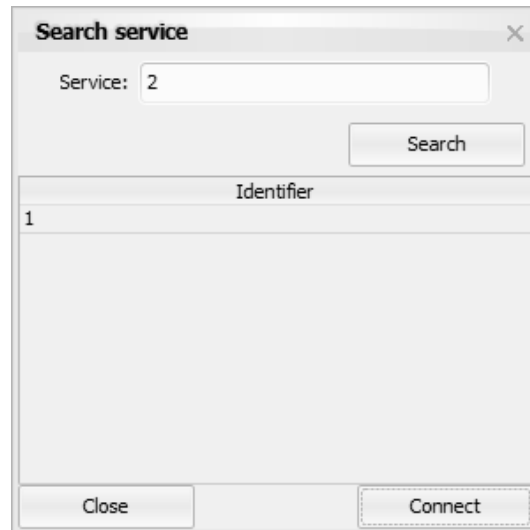 Search service
Service: 2
Search
Identifier
1
Close Connect